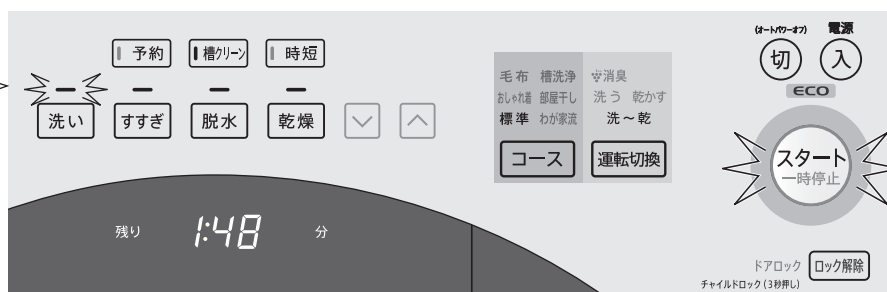 (オートパワーオフ) 電源
切 入
ECO
予約 槽クリーン 時短
洗い すすぎ 脱水 乾燥
毛布 槽洗浄 消臭
おしゃれ着 部屋干し 洗う 乾かす
標準 わが家流 洗~乾
コース 運転切換
スタート
一時停止
残り 1:48 分
ドアロック ロック解除
チャイルドロック(3秒押し)